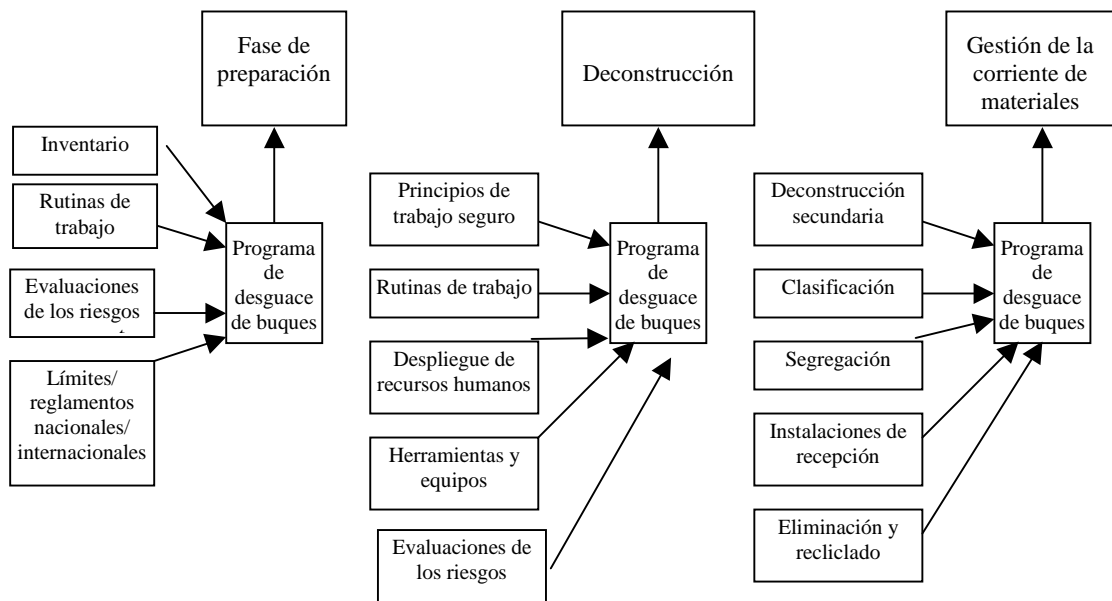 Fase de
preparación
Inventario
Rutinas de
trabajo
Evaluaciones
de los riesgos
Límites/
reglamentos
nacionales/
internacionales
Programa
de
desguace
de buques
Deconstrucción
Principios de
trabajo seguro
Rutinas de trabajo
Despliegue de
recursos humanos
Herramientas y
equipos
Evaluaciones de
los riesgos
Programa
de
desguace
de buques
Gestión de la
corriente de
materiales
Deconstrucción
secundaria
Clasificación
Segregación
Instalaciones de
recepción
Eliminación y
recliclado
Programa
de
desguace
de buques